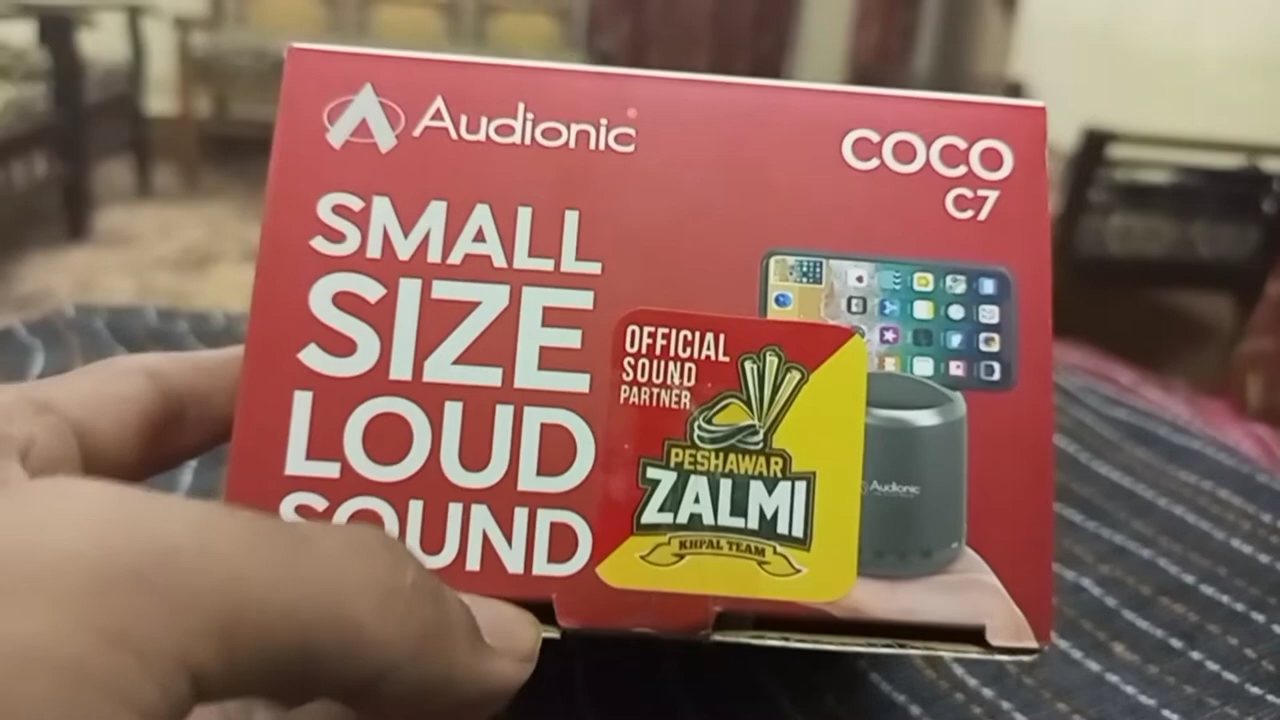 Audionic
COCO
C7
SMALL
SIZE
LOUD
SOUND
OFFICIAL
SOUND
PARTNER
PESHAWAR
ZALMI
KHPAL TEAM
Audionic